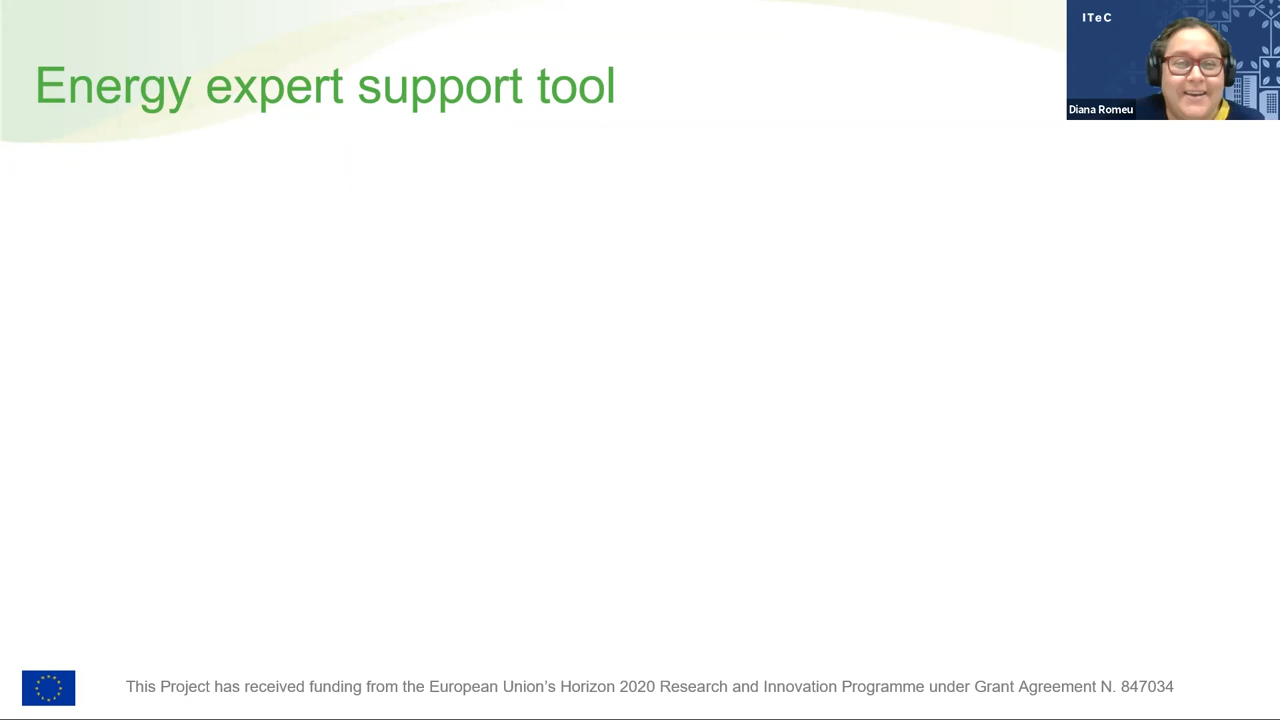 Energy expert support tool
ITeC
Diana Romeu
This Project has received funding from the European Union’s Horizon 2020 Research and Innovation Programme under Grant Agreement N. 847034